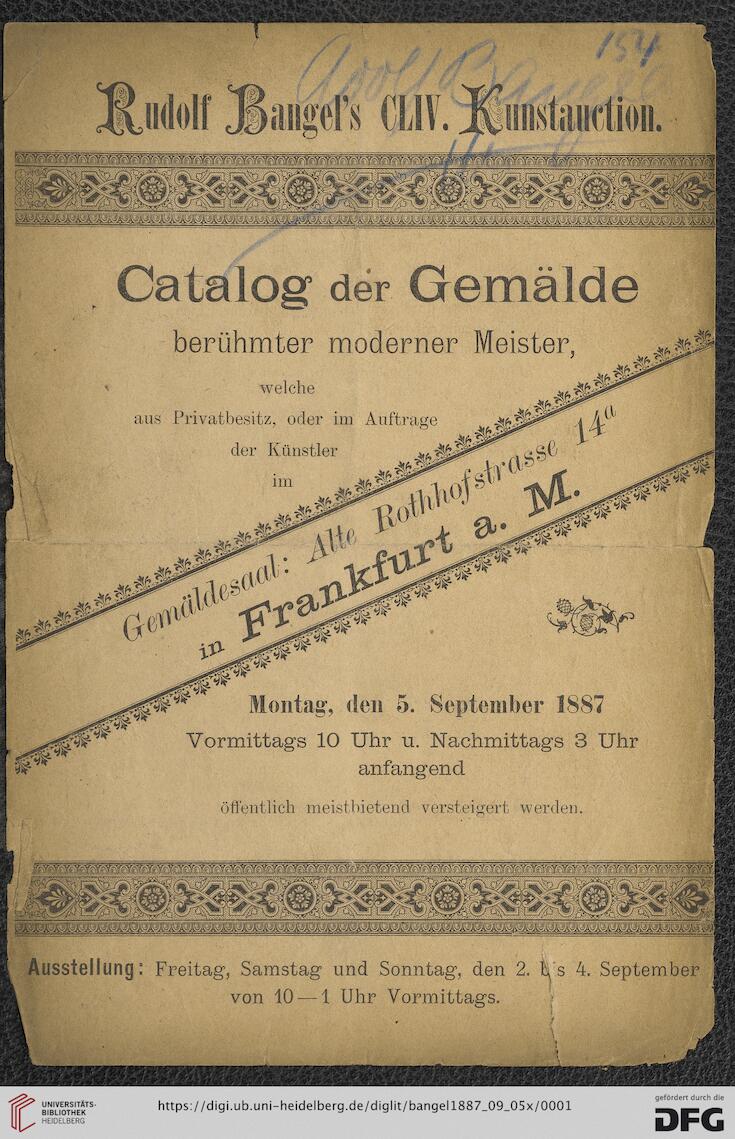 154
Adolf Bangel
Rudolf Bangel's CLIV. Kunstauction.
Catalog der Gemälde
berühmter moderner Meister,
welche
aus Privatbesitz, oder im Auftrage
der Künstler
im
Gemäldesaal: Alte Rothhofstrasse 14a
in Frankfurt a. M.
Montag, den 5. September 1887
Vormittags 10 Uhr u. Nachmittags 3 Uhr
anfangend
öffentlich meistbietend versteigert werden.
Ausstellung: Freitag, Samstag und Sonntag, den 2. bis 4. September
von 10—1 Uhr Vormittags.
UNIVERSITÄTS-
BIBLIOTHEK
HEIDELBERG
https://digi.ub.uni-heidelberg.de/diglit/bangel1887_09_05x/0001
gefördert durch die
DFG